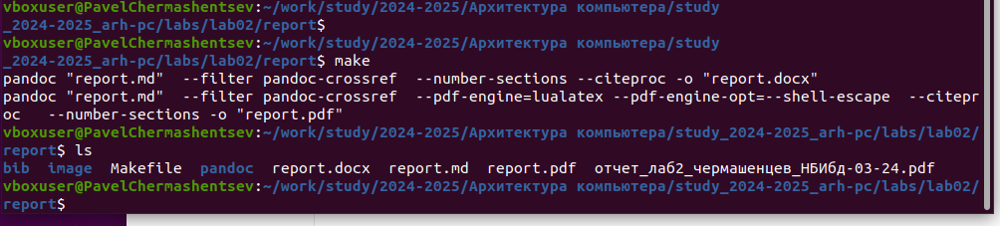 vboxuser@PavelChermashentsev:~/work/study/2024-2025/Архитектура компьютера/study
_2024-2025_arh-pc/labs/lab02/report$
vboxuser@PavelChermashentsev:~/work/study/2024-2025/Архитектура компьютера/study
_2024-2025_arh-pc/labs/lab02/report$ make
pandoc "report.md"  --filter pandoc-crossref  --number-sections --citeproc -o "report.docx"
pandoc "report.md"  --filter pandoc-crossref  --pdf-engine=lualatex --pdf-engine-opt=--shell-escape  --citepr
oc   --number-sections -o "report.pdf"
vboxuser@PavelChermashentsev:~/work/study/2024-2025/Архитектура компьютера/study_2024-2025_arh-pc/labs/lab02/
report$ ls
bib  image  Makefile  pandoc  report.docx  report.md  report.pdf  отчет_лаб2_чермашенцев_НБИбд-03-24.pdf
vboxuser@PavelChermashentsev:~/work/study/2024-2025/Архитектура компьютера/study_2024-2025_arh-pc/labs/lab02/
report$